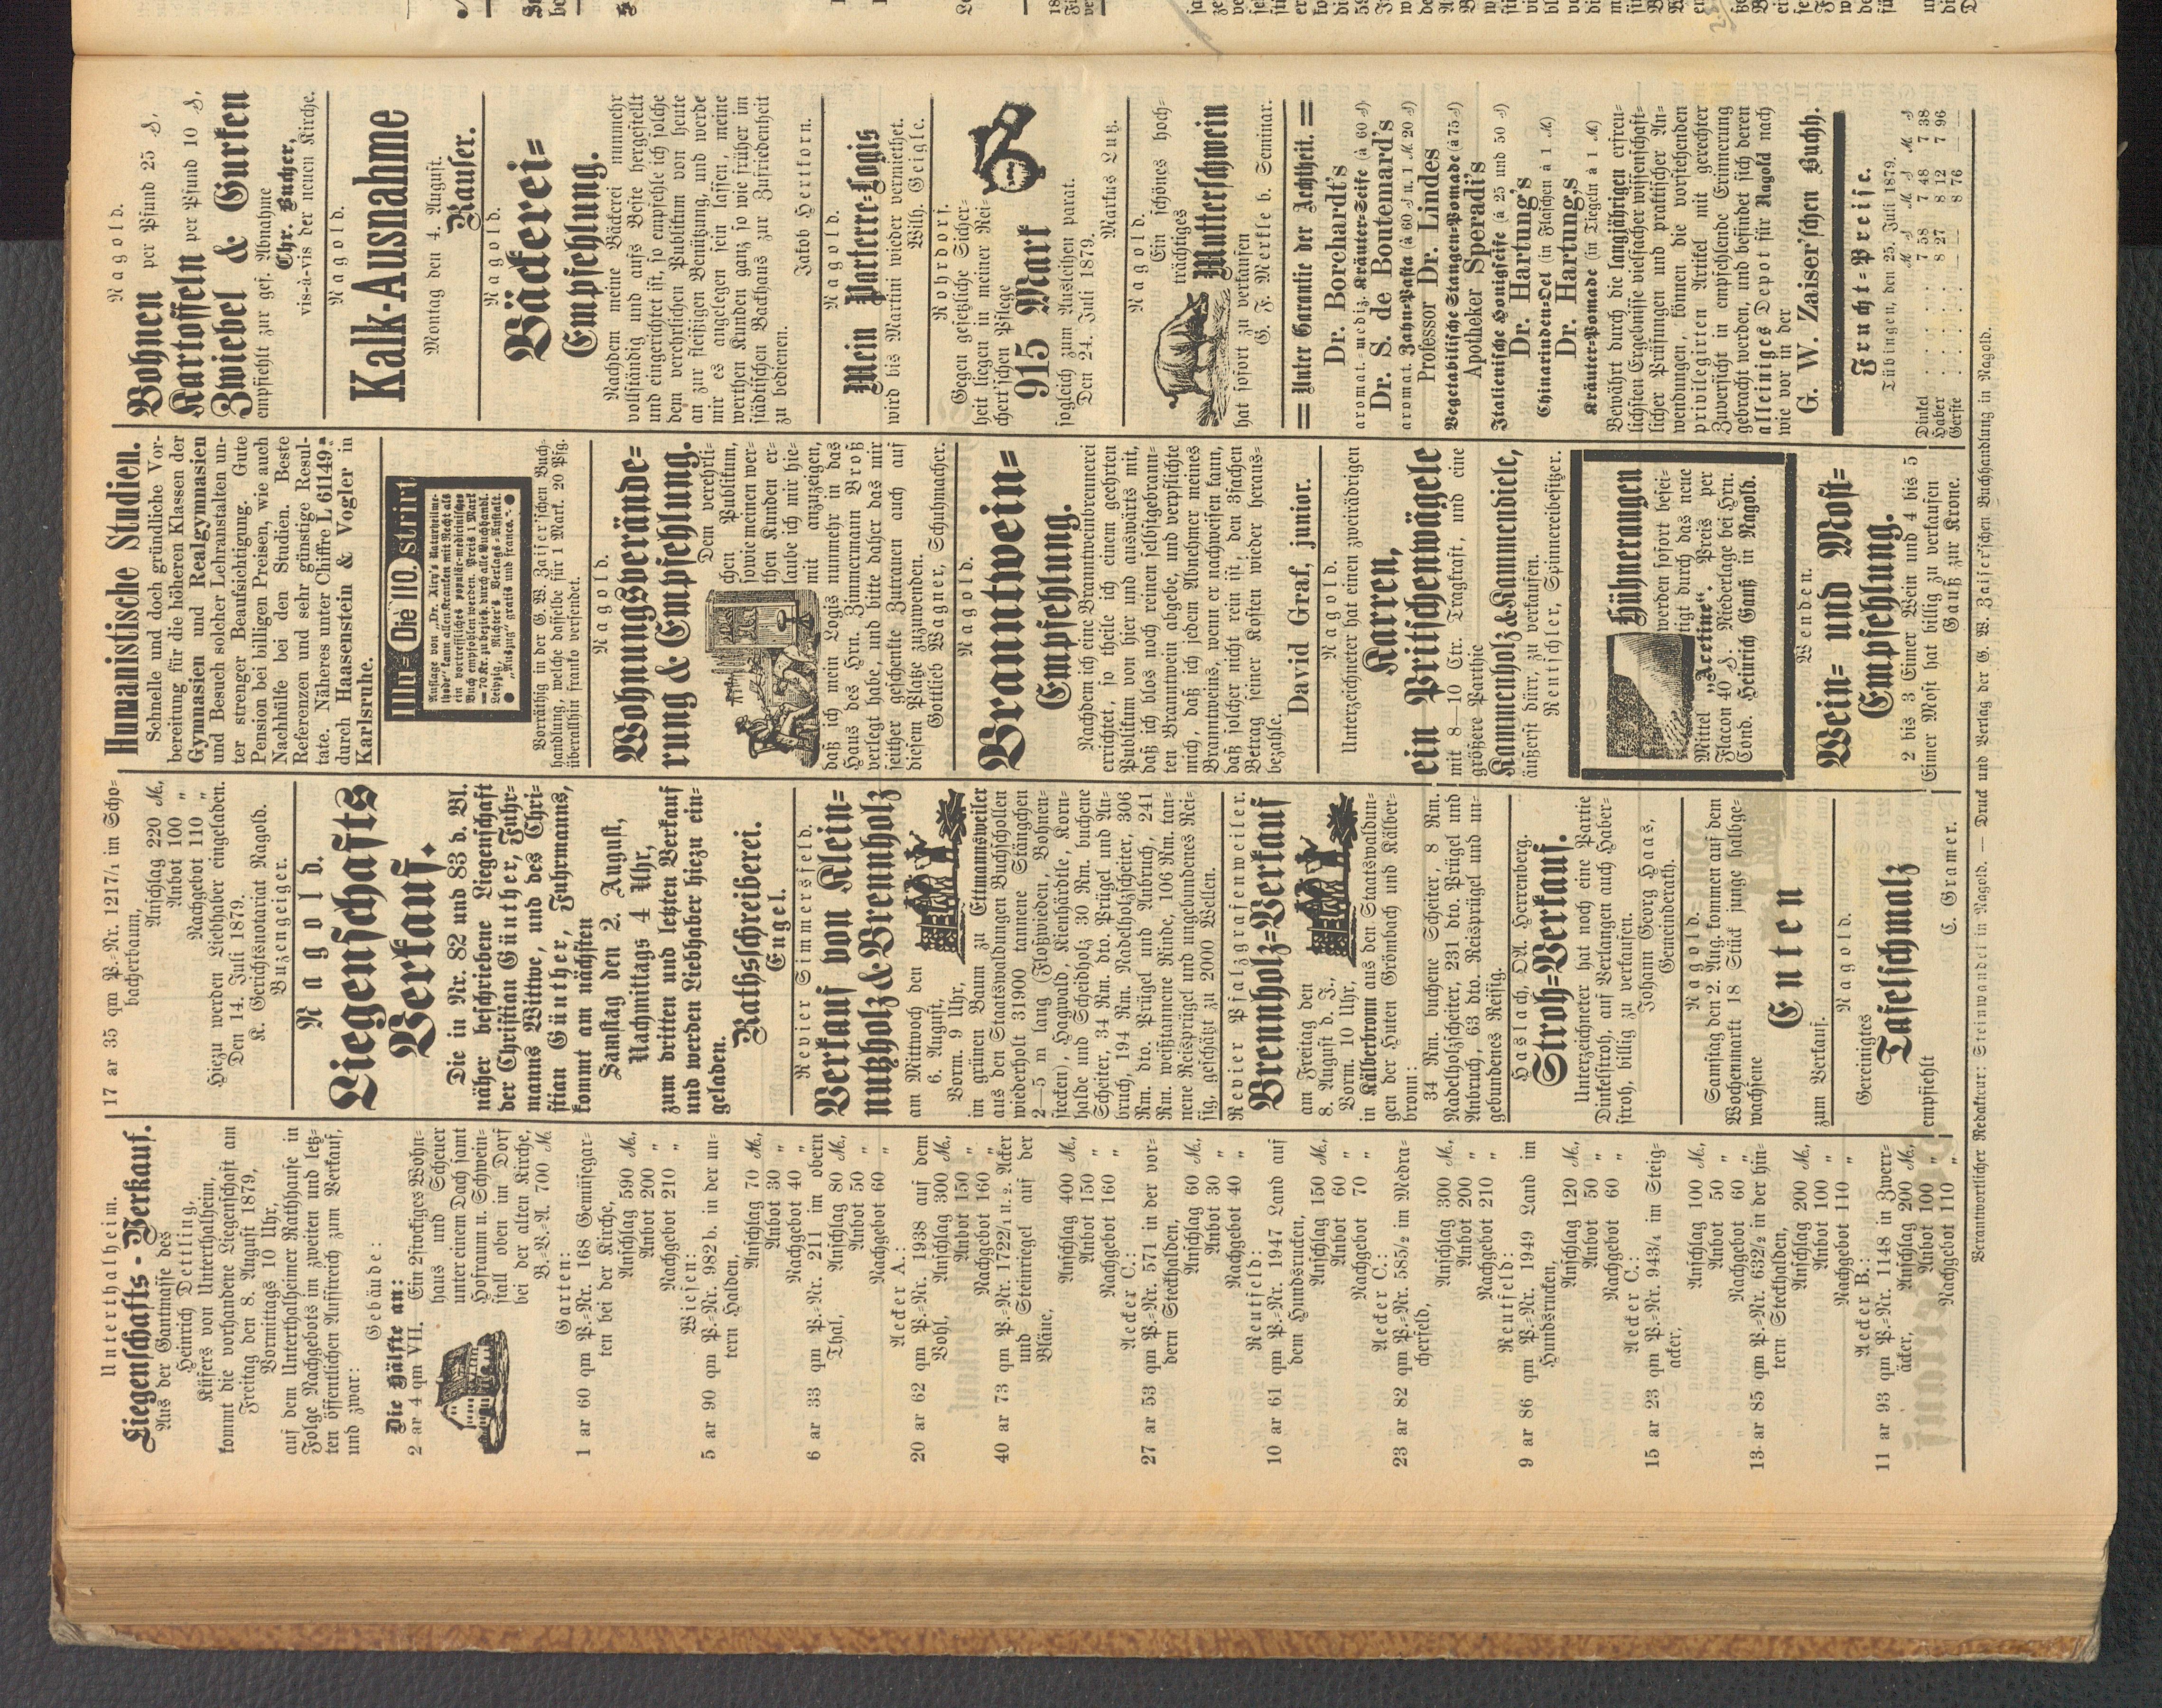 Unterthalheim.
Liegenschafts-Verkauf.
Aus der Gantmasse des
Heinrich Dettling,
Küfers von Unterthalheim,
kommt die vorhandene Liegenschaft am
Freitag den 8. August 1879,
Vormittags 10 Uhr,
auf dem Unterthalheimer Rathhause in
Folge Nachgebots im zweiten und letz-
ten öffentlichen Aufstreich zum Verkauf,
und zwar:
Gebäude:
Die Hälfte an:
2 ar 4 qm VII. Ein 2stockiges Wohn-
haus und Scheuer
unter einem Dach samt
Hofraum u. Schwein-
stall oben im Dorf
bei der alten Kirche,
B.-V.-A. 700 M.
Garten:
1 ar 60 qm P.-Nr. 168 Gemüsegar-
ten bei der Kirche,
Anschlag 590 M.,
Anbot 200 „
Nachgebot 210 „
Wiesen:
5 ar 90 qm P.-Nr. 982 b. in der un-
tern Halden,
Anschlag 70 M.,
Anbot 30 „
Nachgebot 40 „
6 ar 33 qm P.-Nr. 211 im obern
Thal, Anschlag 80 M.,
Anbot 50 „
Nachgebot 60 „
Aecker A.:
20 ar 62 qm P.-Nr. 1938 auf dem
Bohl, Anschlag 300 M.,
Anbot 150 „
Nachgebot 160 „
40 ar 73 qm P.-Nr. 1722/1 u. 2. Acker
und Steinriegel auf der
Bläue,
Anschlag 400 M.,
Anbot 150 „
Nachgebot 160 „
Aecker C.:
27 ar 53 qm P.-Nr. 571 in der vor-
dern Steckhalden,
Anschlag 60 M.,
Anbot 30 „
Nachgebot 40 „
Reutfeld:
10 ar 61 qm P.-Nr. 1947 Land auf
dem Hundsrucken,
Anschlag 150 M.,
Anbot 60 „
Nachgebot 70 „
Aecker C.:
23 ar 82 qm P.-Nr. 585/2 im Medra-
cherfeld,
Anschlag 300 M.,
Anbot 200 „
Nachgebot 210 „
Reutfeld:
9 ar 86 qm P.-Nr. 1949 Land im
Hundsrucken,
Anschlag 120 M.,
Anbot 50 „
Nachgebot 60 „
Aecker C.:
15 ar 23 qm P.-Nr. 943/4 im Steig-
acker,
Anschlag 100 M.,
Anbot 50 „
Nachgebot 60 „
13 ar 85 qm P.-Nr. 632/2 in der hin-
tern Steckhalden,
Anschlag 200 M.,
Anbot 100 „
Nachgebot 110 „
Aecker B.:
11 ar 93 qm P.-Nr. 1148 in Zwerr-
äcker, Anschlag 200 M.,
Anbot 100 „
Nachgebot 110 „
17 ar 35 qm P.-Nr. 1217/1 im Scho-
bacherbaum,
Anschlag 220 M.,
Anbot 100 „
Nachgebot 110 „
Hiezu werden Liebhaber eingeladen.
Den 14. Juli 1879.
K. Gerichtsnotariat Nagold.
Buzengeiger.
Nagold.
Liegenschafts
Verkauf.
Die in Nr. 82 und 83 d. Bl.
näher beschriebene Liegenschaft
der Christian Günther, Fuhr-
manns Wittwe, und des Chri-
stian Günther, Fuhrmanns,
kommt am nächsten
Samstag den 2. August,
Nachmittags 4 Uhr,
zum dritten und letzten Verkauf
und werden Liebhaber hiezu ein-
geladen.
Rathsschreiberei.
Engel.
Revier Simmersfeld.
Verkauf von Klein-
nutzholz & Brennholz
am Mittwoch den
6. August,
Vorm. 9 Uhr,
im grünen Baum zu Ettmannsweiler
aus den Staatswaldungen Buchschollen
wiederholt 31900 tannene Stängchen
2—5 m lang (Floßwieden, Bohnen-
stecken), Hagwald, Kienhärdtle, Korn-
halde und Scheidholz 30 Rm. buchene
Scheiter, 34 Rm. dto. Prügel und An-
bruch, 194 Rm. Nadelholzscheiter, 306
Rm. dto. Prügel und Anbruch, 241
Rm. weißtannene Rinde, 106 Rm. tan-
nene Reisprügel und ungebundenes Rei-
sig, geschätzt zu 2000 Wellen.
Revier Pfalzgrafenweiler.
Brennholz-Verkauf
am Freitag den
8. August d. J.,
Vorm. 10 Uhr,
in Kälberbronn aus den Staatswaldun-
gen der Huten Grömbach und Kälber-
bronn:
34 Rm. buchene Scheiter, 8 Rm.
Nadelholzscheiter, 231 dto. Prügel und
Anbruch, 63 dto. Reisprügel und un-
gebundenes Reisig.
Haslach, OA. Herrenberg.
Stroh-Verkauf.
Unterzeichneter hat noch eine Partie
Dinkelstroh, auf Verlangen auch Haber-
stroh, billig zu verkaufen.
Johann Georg Haas,
Gemeinderath.
Nagold.
Samstag den 2. Aug. kommen auf dem
Wochenmarkt 18 Stück junge halbge-
wachsene
Enten
zum Verkauf.
Nagold.
Gereinigtes
Tafelschmalz
empfiehlt
C. Gramer.
Humanistische Studien.
Schnelle und doch gründliche Vor-
bereitung für die höheren Klassen der
Gymnasien und Realgymnasien
und Besuch solcher Lehranstalten un-
ter strenger Beaufsichtigung. Gute
Pension bei billigen Preisen, wie auch
Nachhülfe bei den Studien. Beste
Referenzen und sehr günstige Resul-
tate. Näheres unter Chiffre L 61149a
durch Haasenstein & Vogler in
Karlsruhe.
Illu= Die 110. strirt
Auflage von „Dr. Airy's Naturheilme-
thode“ kann allen Kranken mit Recht als
ein vortreffliches populär-medicinisches
Buch empfohlen werden. Preis 1 Mark
= 70 Kr. zu bezieh. durch alle Buchhandl.
Leipzig, Richter's Verlags-Anstalt.
„Auszug“ gratis und franco.
Vorräthig in der G. W. Zaiser'schen Buch-
handlung, welche dasselbe für 1 Mark. 20 Pfg.
überallhin franko versendet.
Nagold.
Wohnungsverände-
rung & Empfehlung.
Dem verehrli-
chen Publikum,
sowie meinen wer-
then Kunden er-
laube ich mir hie-
mit anzuzeigen,
daß ich mein Logis nunmehr in das
Haus des Hrn. Zimmermann Broß
verlegt habe, und bitte daher das mir
seither geschenkte Zutrauen auch auf
diesem Platze zuzuwenden.
Gottlieb Wagner, Schuhmacher.
Nagold.
Branntwein-
Empfehlung.
Nachdem ich eine Branntweinbrennerei
errichtet, so theile ich einem geehrten
Publikum von hier und auswärts mit,
daß ich blos noch reinen selbstgebrann-
ten Branntwein abgebe, und verpflichte
mich, daß ich jedem Abnehmer meines
Branntweins, wenn er nachweisen kann,
daß solcher nicht rein ist, den 3fachen
Betrag seiner Kosten wieder heraus-
bezahle.
David Graf, junior.
Nagold.
Unterzeichneter hat einen zweirädrigen
Karren,
ein Pritschenwägele
mit 8—10 Ctr. Tragkraft, und eine
größere Parthie
Kammenholz & Kammendiele,
äußerst dürr, zu verkaufen.
Rentschler, Spinnereibesitzer.
Hühneraugen
werden sofort besei-
tigt durch das neue
Mittel „Acetine“. Preis per
Flacon 40 ₰. Niederlage bei Hrn.
Cond. Heinrich Gauß in Nagold.
Wenden.
Wein- und Most-
Empfehlung.
2 bis 3 Eimer Wein und 4 bis 5
Eimer Most hat billig zu verkaufen
Gauß zur Krone.
Nagold.
Bohnen per Pfund 25 ₰,
Kartoffeln per Pfund 10 ₰,
Zwiebel & Gurken
empfiehlt zur gef. Abnahme
Chr. Bucher,
vis-à-vis der neuen Kirche.
Nagold.
Kalk-Ausnahme
Montag den 4. August.
Rauser.
Nagold.
Bäckerei-
Empfehlung.
Nachdem meine Bäckerei nunmehr
vollständig und aufs Beste hergestellt
und eingerichtet ist, so empfehle ich solche
dem verehrlichen Publikum von heute
an zur fleißigen Benützung, und werde
mir es angelegen sein lassen, meine
werthen Kunden ganz so wie früher im
städtischen Backhaus zur Zufriedenheit
zu bedienen.
Jakob Hertkorn.
Nagold.
Mein Parterre-Logis
wird bis Martini wieder vermiethet.
Wilh. Geigle.
Rohrdorf.
Gegen gesetzliche Sicher-
heit liegen in meiner Rei-
chert'schen Pflege
915 Mark
sogleich zum Ausleihen parat.
Den 24. Juli 1879.
Markus Lutz.
Nagold.
Ein schönes hoch-
trächtiges
Mutterschwein
hat sofort zu verkaufen
G. F. Merkle b. Seminar.
= Unter Garantie der Aechtheit. =
Dr. Borchardt's
aromat.-mediz. Kräuter-Seife (à 60 ₰)
Dr. S. de Boutemard's
aromat. Zahn-Pasta (à 60 ₰ u. 1 M. 20 ₰)
Professor Dr. Lindes
Vegetabilische Stangen-Pomade (à 75 ₰)
Apotheker Speradi's
Italienische Honigseife (à 25 und 50 ₰)
Dr. Hartung's
Chinarinden-Oel (in Flaschen à 1 M)
Dr. Hartung's
Kräuter-Pomade (in Tiegeln à 1 M)
Bewährt durch die langjährigen erfreu-
lichsten Ergebnisse vielfacher wissenschaft-
licher Prüfungen und praktischer An-
wendungen, können die vorstehenden
privilegirten Artikel mit gerechter
Zuversicht in empfehlende Erinnerung
gebracht werden, und befindet sich deren
alleiniges Depot für Nagold nach
wie vor in der
G. W. Zaiser'schen Buchh.
Frucht-Preise.
Tübingen, den 25. Juli 1879.
M ₰ M ₰ M ₰
Dinkel . . . . 7 58 7 48 7 38
Haber . . . . 8 27 8 12 7 96
Gerste . . . . — — 8 76 — —
Verantwortlicher Redakteur: Steinwandel in Nagold. — Druck und Verlag der G. W. Zaiser'schen Buchhandlung in Nagold.